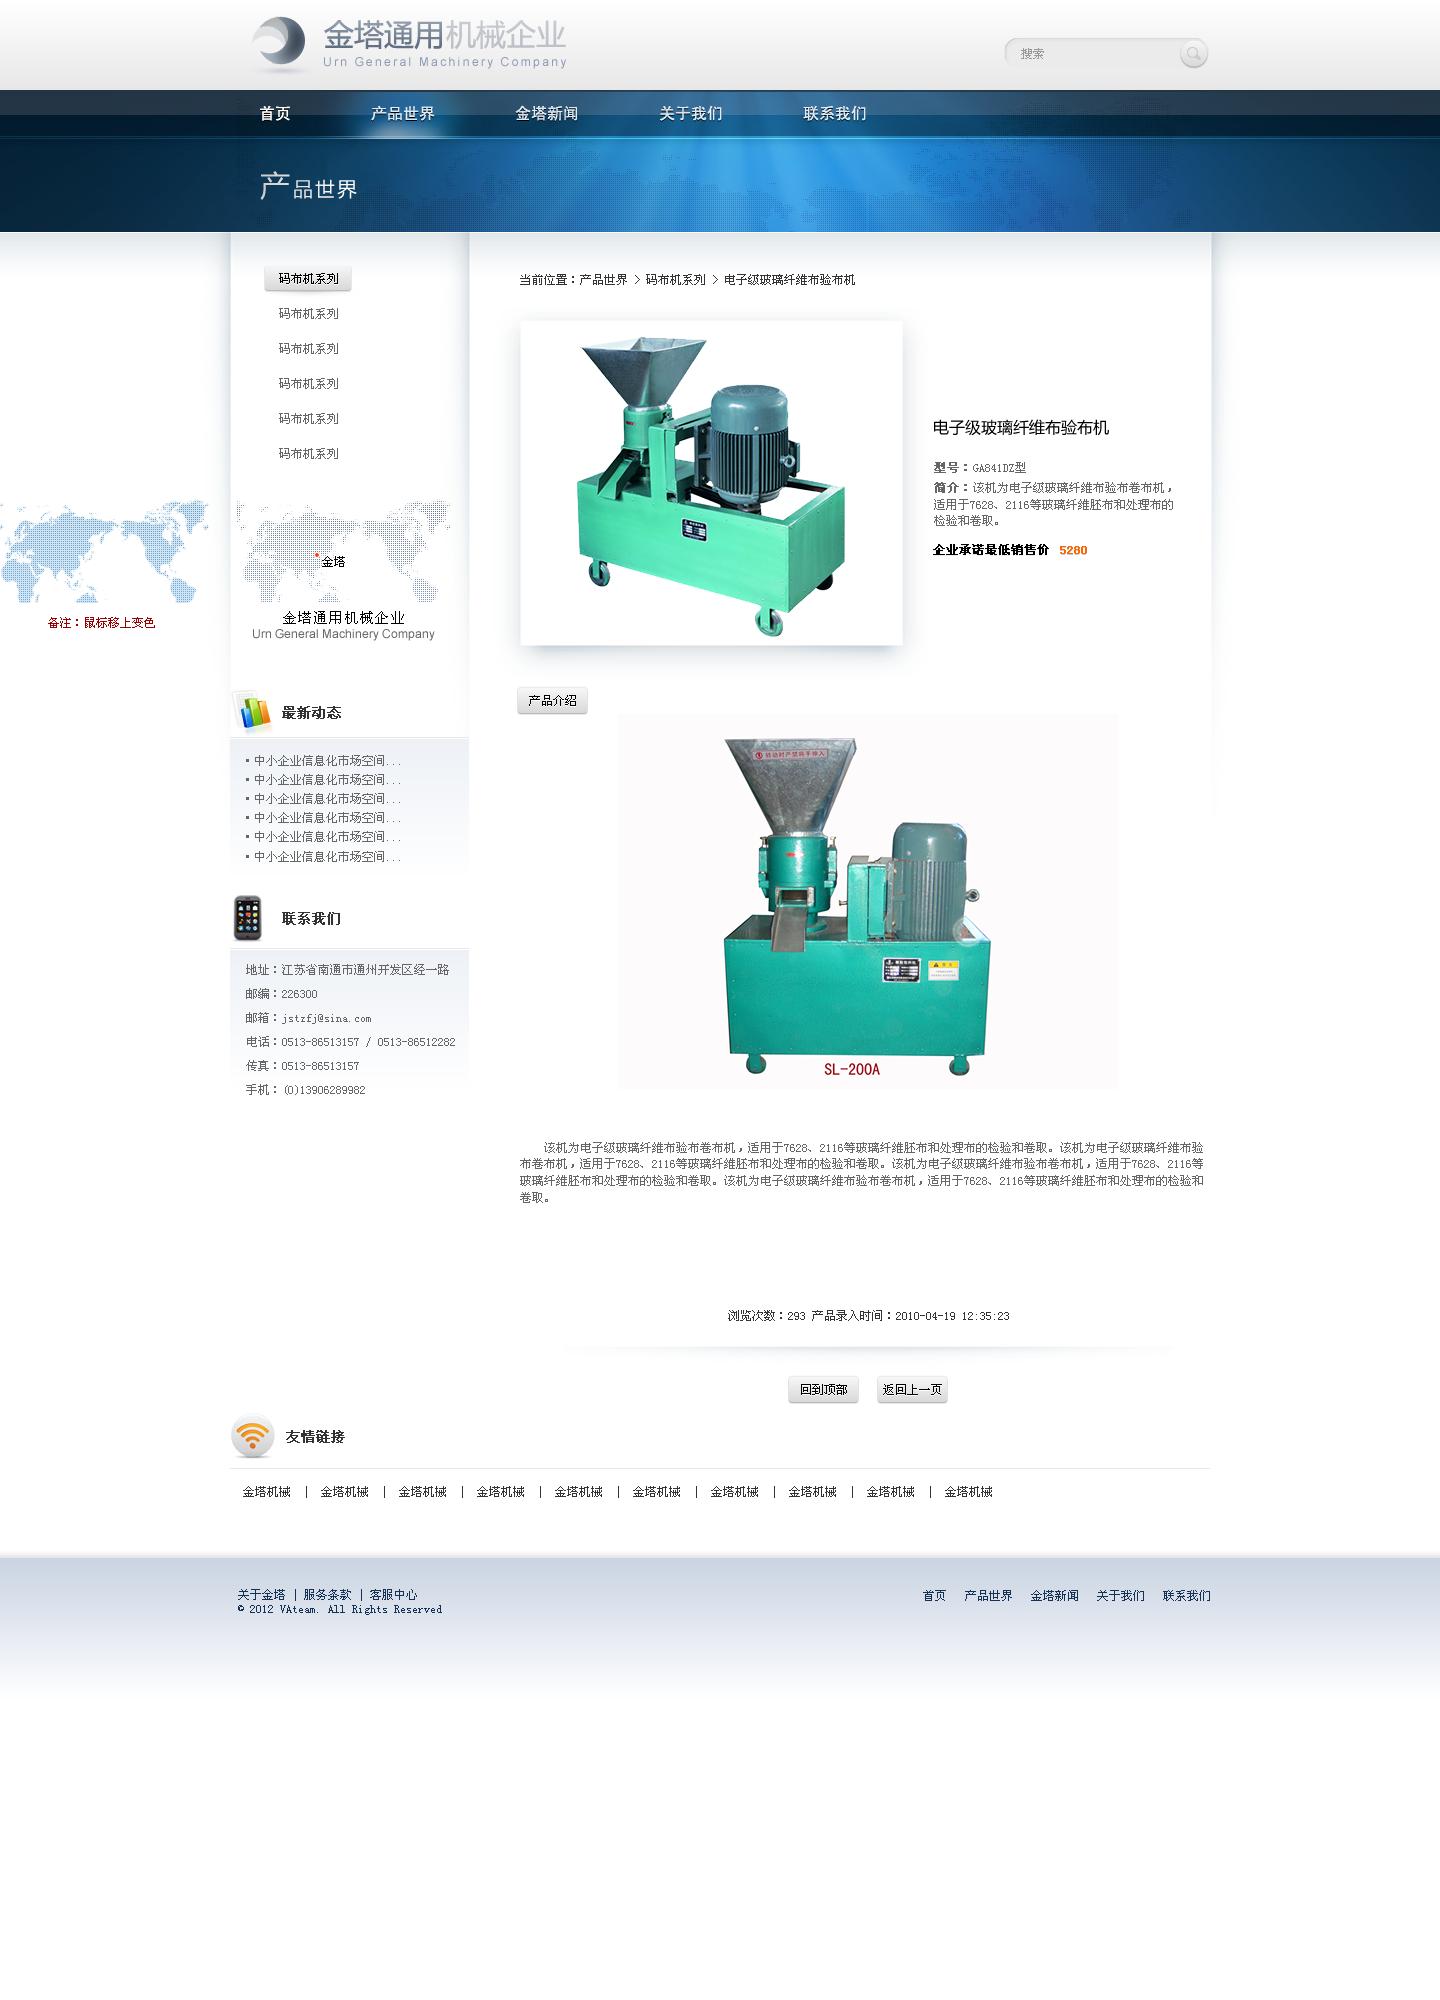 金塔通用机械企业
Urn General Machinery Company
搜索
首页
产品世界
金塔新闻
关于我们
联系我们
产品世界
码布机系列
码布机系列
码布机系列
码布机系列
码布机系列
码布机系列
金塔
金塔通用机械企业
Urn General Machinery Company
备注：鼠标移上变色
最新动态
中小企业信息化市场空间...
中小企业信息化市场空间...
中小企业信息化市场空间...
中小企业信息化市场空间...
中小企业信息化市场空间...
中小企业信息化市场空间...
联系我们
地址：江苏省南通市通州开发区经一路
邮编：226300
邮箱：jstzfj@sina.com
电话：0513-86513157 / 0513-86512282
传真：0513-86513157
手机：(0)13906289982
当前位置：产品世界 > 码布机系列 > 电子级玻璃纤维布验布机
电子级玻璃纤维布验布机
型号：GA841DZ型
简介：该机为电子级玻璃纤维布验布卷布机，
适用于7628、2116等玻璃纤维胚布和处理布的
检验和卷取。
企业承诺最低销售价 5280
产品介绍
SL-200A
该机为电子级玻璃纤维布验布卷布机，适用于7628、2116等玻璃纤维胚布和处理布的检验和卷取。该机为电子级玻璃纤维布验
布卷布机，适用于7628、2116等玻璃纤维胚布和处理布的检验和卷取。该机为电子级玻璃纤维布验布卷布机，适用于7628、2116等
玻璃纤维胚布和处理布的检验和卷取。该机为电子级玻璃纤维布验布卷布机，适用于7628、2116等玻璃纤维胚布和处理布的检验和
卷取。
浏览次数：293 产品录入时间：2010-04-19 12:35:23
回到顶部
返回上一页
友情链接
金塔机械 | 金塔机械 | 金塔机械 | 金塔机械 | 金塔机械 | 金塔机械 | 金塔机械 | 金塔机械 | 金塔机械 | 金塔机械
关于金塔 | 服务条款 | 客服中心
© 2012 VAteam. All Rights Reserved
首页 产品世界 金塔新闻 关于我们 联系我们